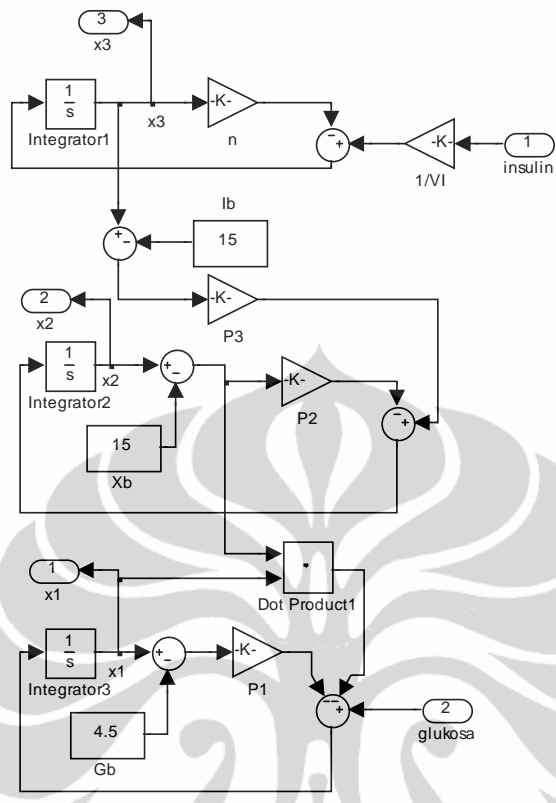 3
x3
1
s
Integrator1
x3
-K-
n
-
+
-K-
1/VI
1
insulin
Ib
15
+
-
2
x2
-K-
P3
1
s
Integrator2
x2
+
-
-K-
P2
-
+
15
Xb
1
x1
Dot Product1
1
s
Integrator3
x1
+
-
-K-
P1
--
+
2
glukosa
4.5
Gb